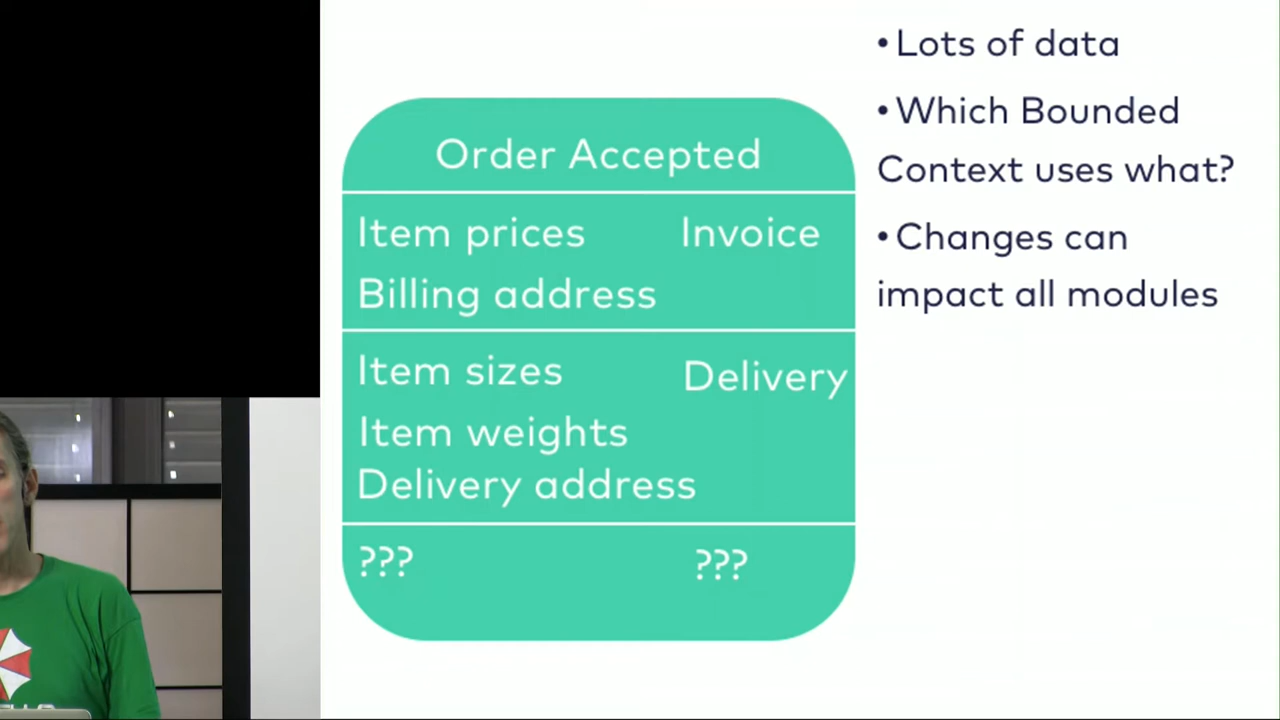 Order Accepted
Item prices
Invoice
Billing address
Item sizes
Delivery
Item weights
Delivery address
???
???
• Lots of data
• Which Bounded
Context uses what?
• Changes can
impact all modules